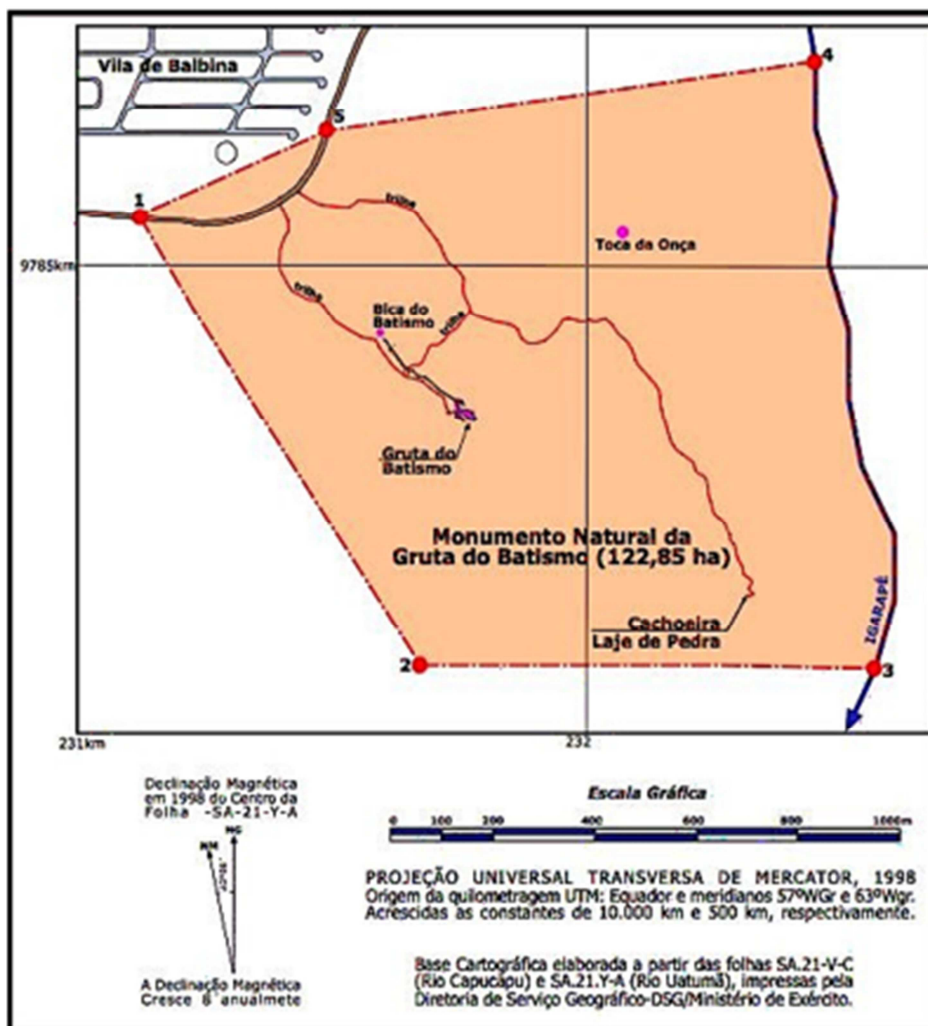 Vila de Balbina
4
5
1
trilha
Toca da Onça
9785km
trilha
Bica do
Batismo
trilha
Gruta do
Batismo
Monumento Natural da
Gruta do Batismo (122,85 ha)
IGARAPÉ
Cachoeira
Laje de Pedra
2
3
231km
232
Declinação Magnética
em 1998 do Centro da
Folha -SA-21-Y-A
NG
NM
A Declinação Magnética
Cresce 8' anualmete
Escala Gráfica
0 100 200 400 600 800 1000m
PROJEÇÃO UNIVERSAL TRANSVERSA DE MERCATOR, 1998
Origem da quilometragem UTM: Equador e meridianos 57ºWGr e 63ºWgr.
Acrescidas as constantes de 10.000 km e 500 km, respectivamente.
Base Cartográfica elaborada a partir das folhas SA.21-V-C
(Rio Capucapu) e SA.21.Y-A (Rio Uatumã), impressas pela
Diretoria de Serviço Geográfico-DSG/Ministério de Exército.